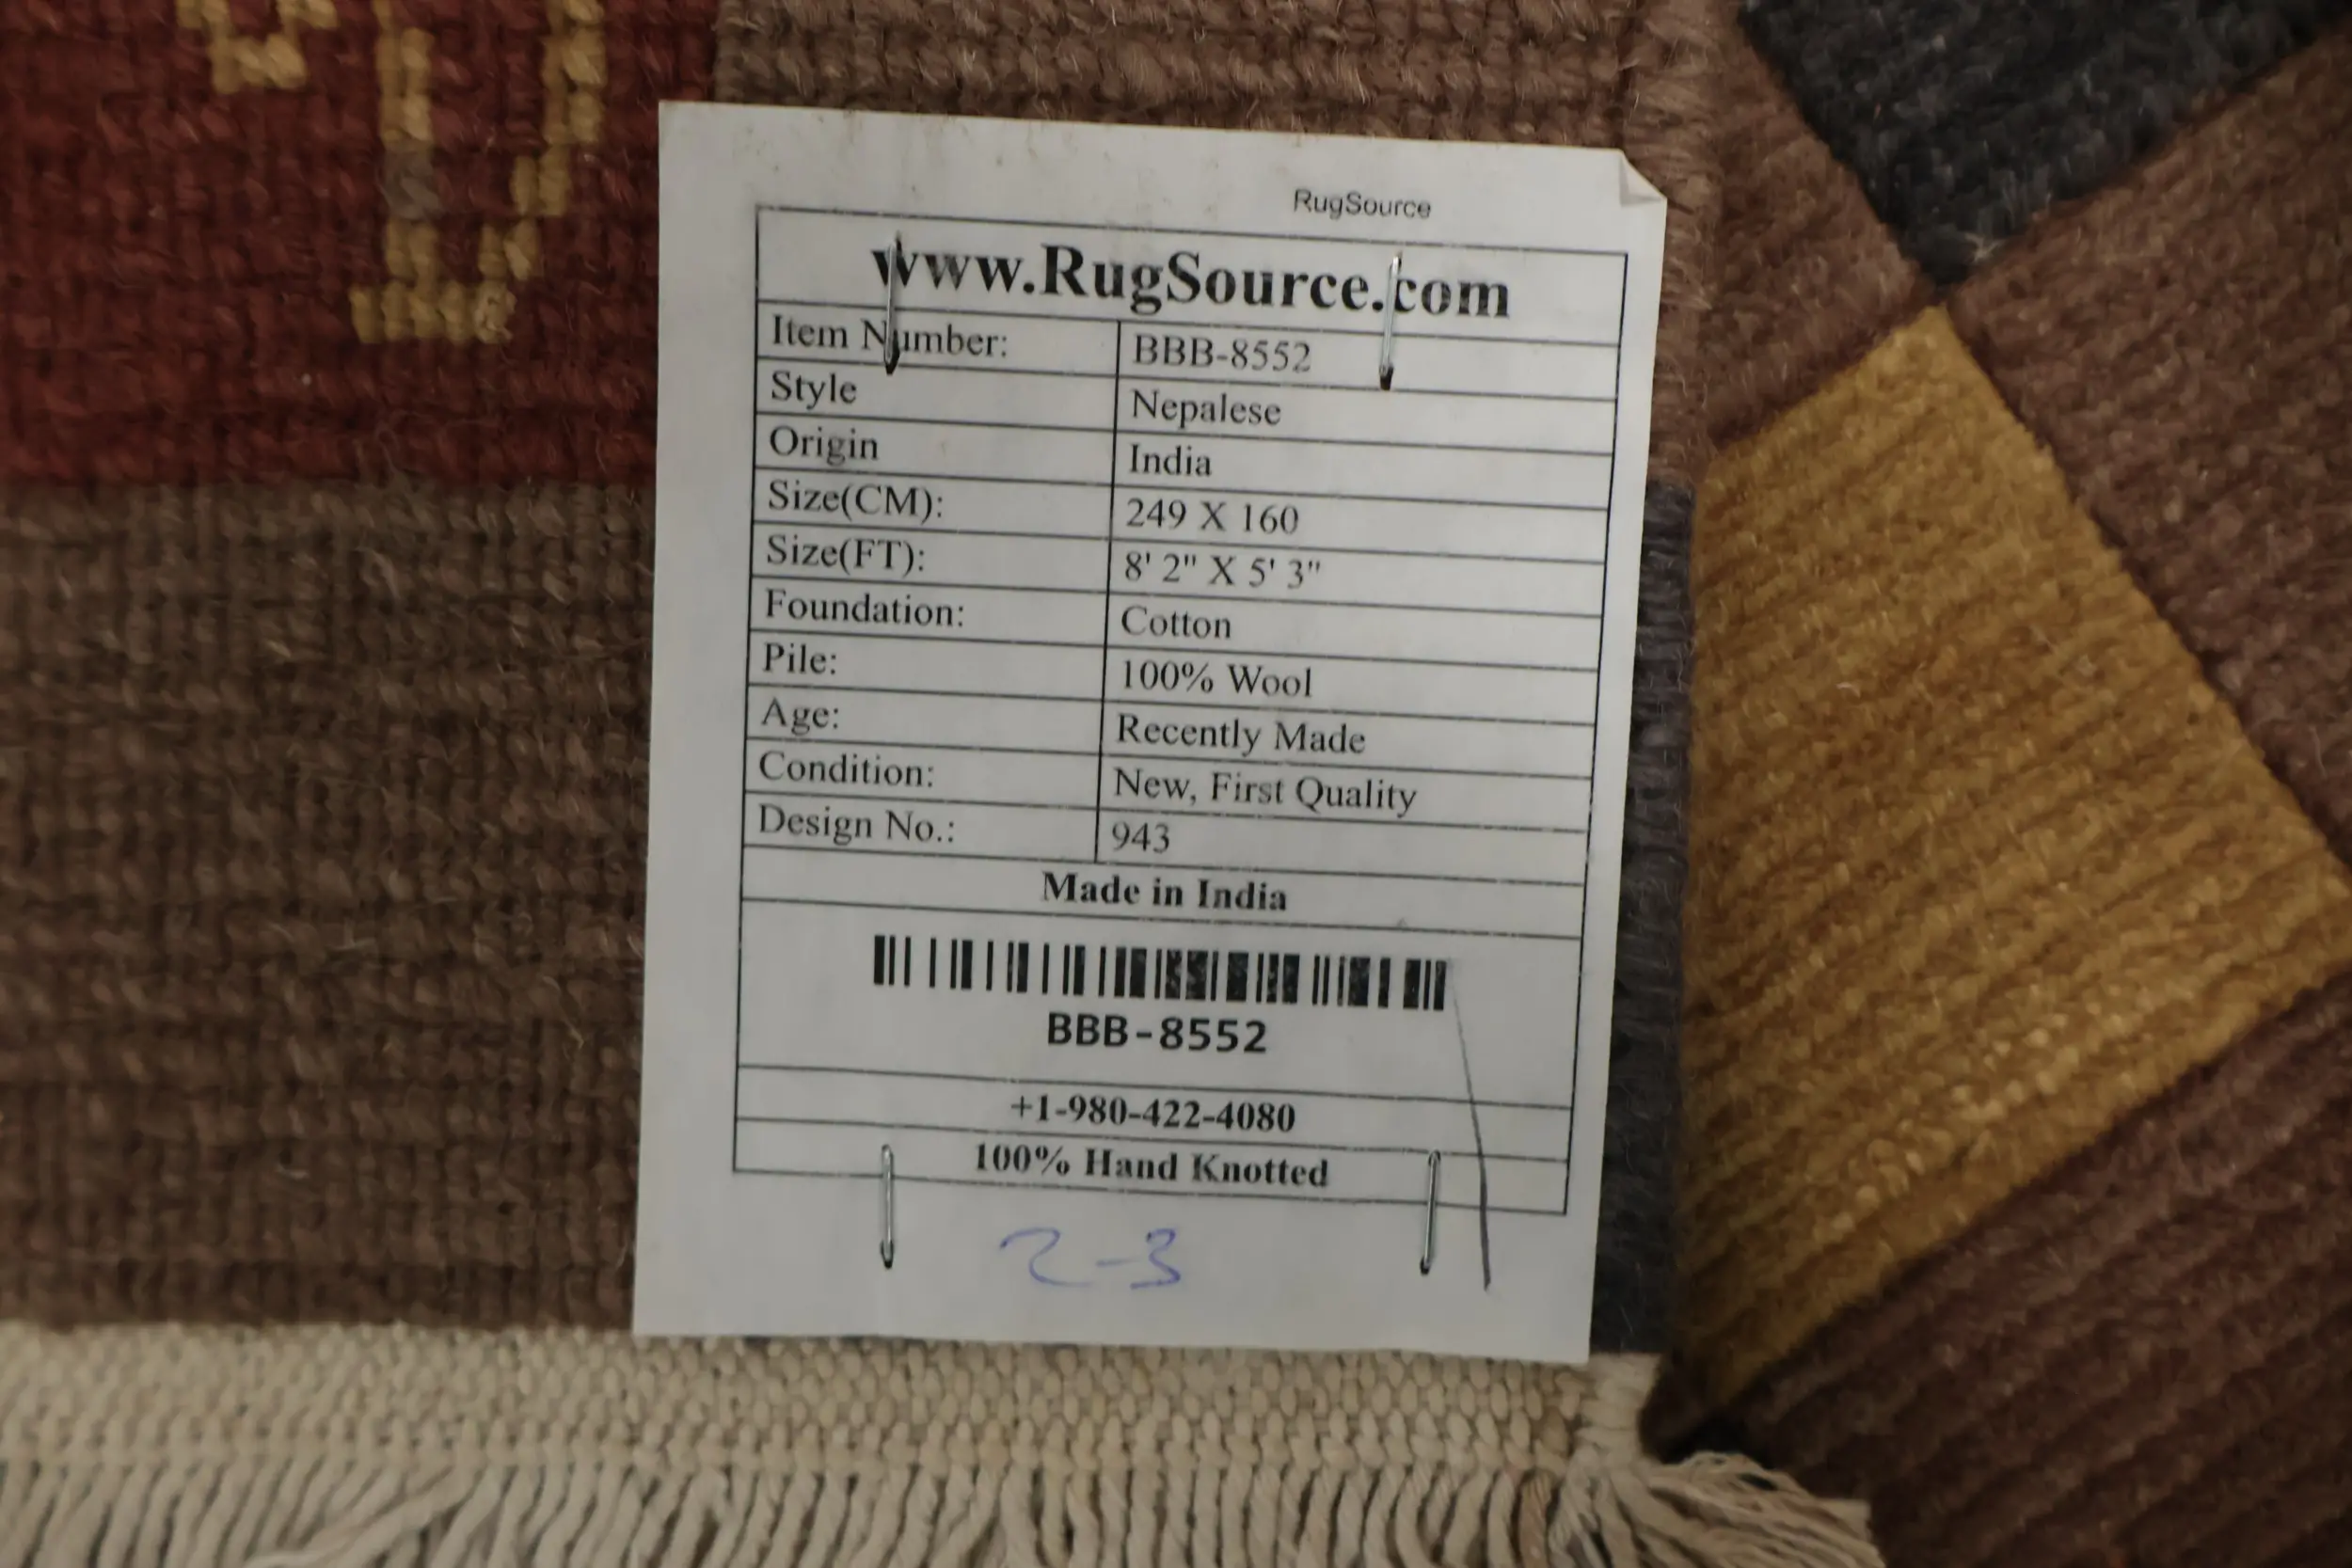 RugSource
www.RugSource.com
Item Number: BBB-8552
Style Nepalese
Origin India
Size(CM): 249 X 160
Size(FT): 8' 2" X 5' 3"
Foundation: Cotton
Pile: 100% Wool
Age: Recently Made
Condition: New, First Quality
Design No.: 943
Made in India
BBB-8552
+1-980-422-4080
100% Hand Knotted
2-3